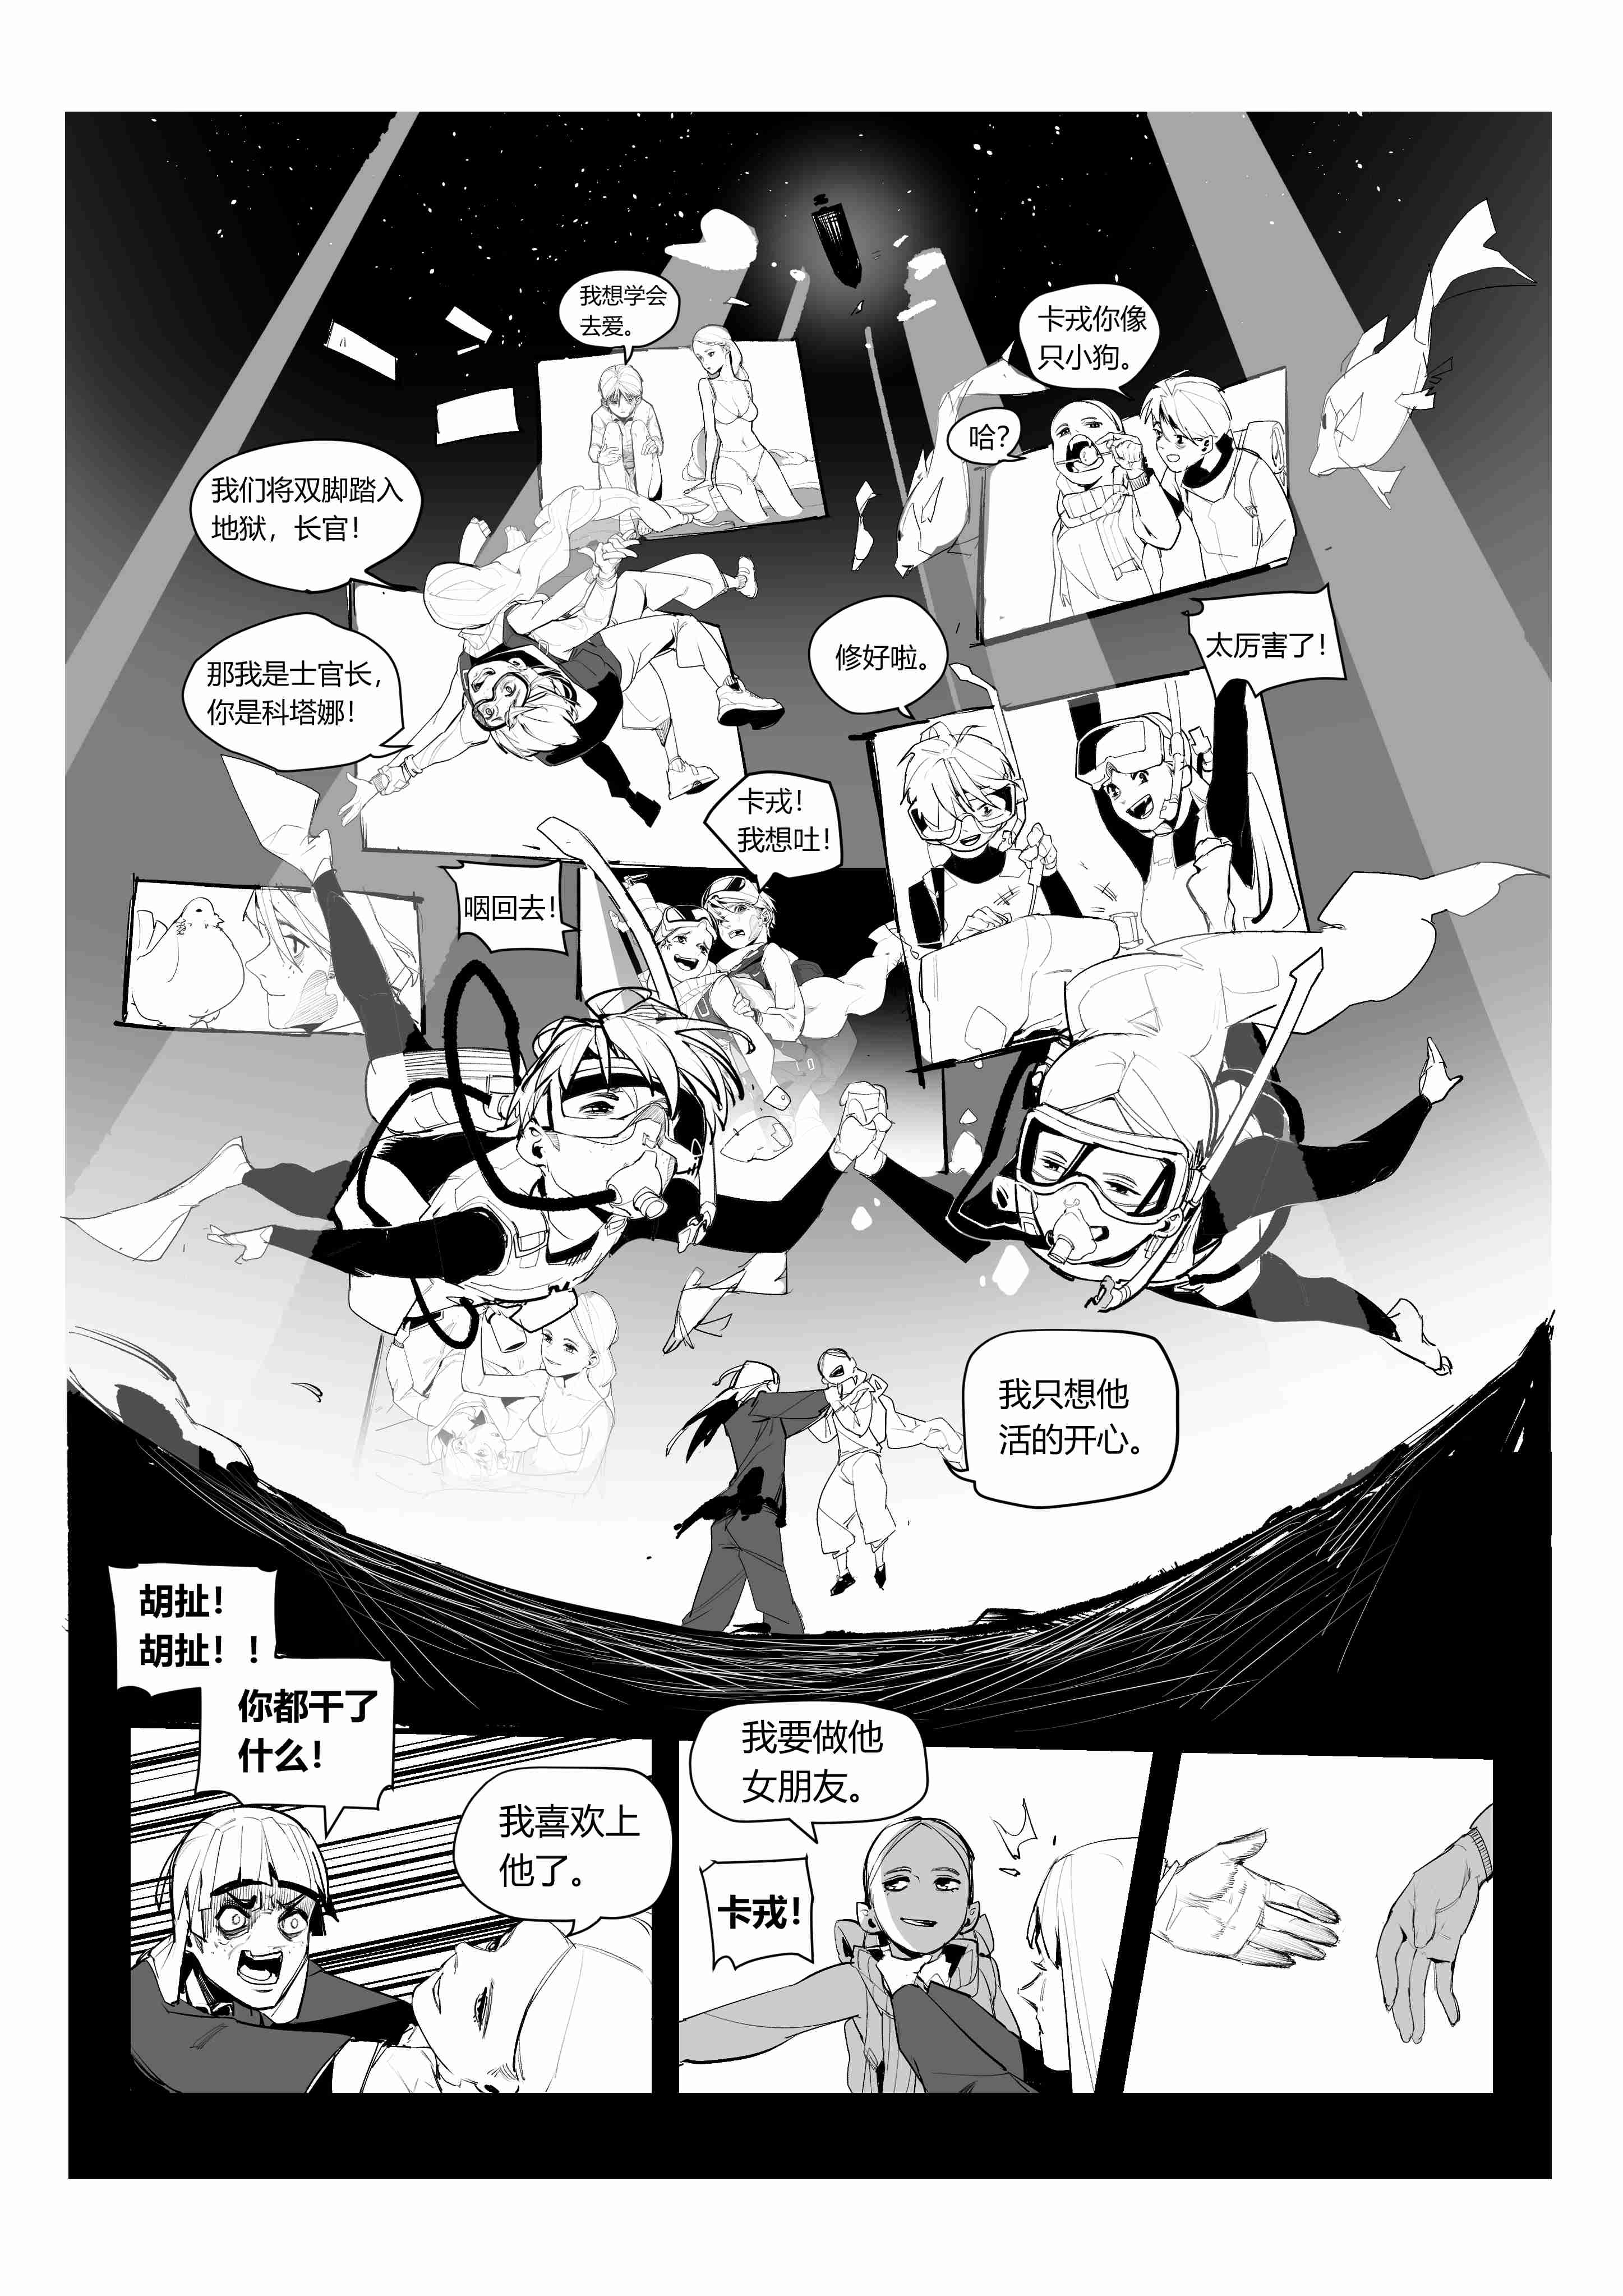 我想学会
去爱。
卡戎你像
只小狗。
哈？
我们将双脚踏入
地狱，长官！
那我是士官长，
你是科塔娜！
修好啦。
太厉害了！
卡戎！
我想吐！
咽回去！
我只想他
活的开心。
胡扯！
胡扯！！
你都干了
什么！
我喜欢上
他了。
我要做他
女朋友。
卡戎！